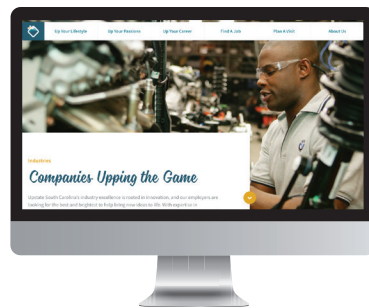 Up Your Lifestyle Up Your Passions Up Your Career Find A Job Plan A Visit About Us
Industries
Companies Upping the Game
Upstate South Carolina's industry excellence is rooted in innovation, and our employers are
looking for the best and brightest to help bring new ideas to life. With expertise in